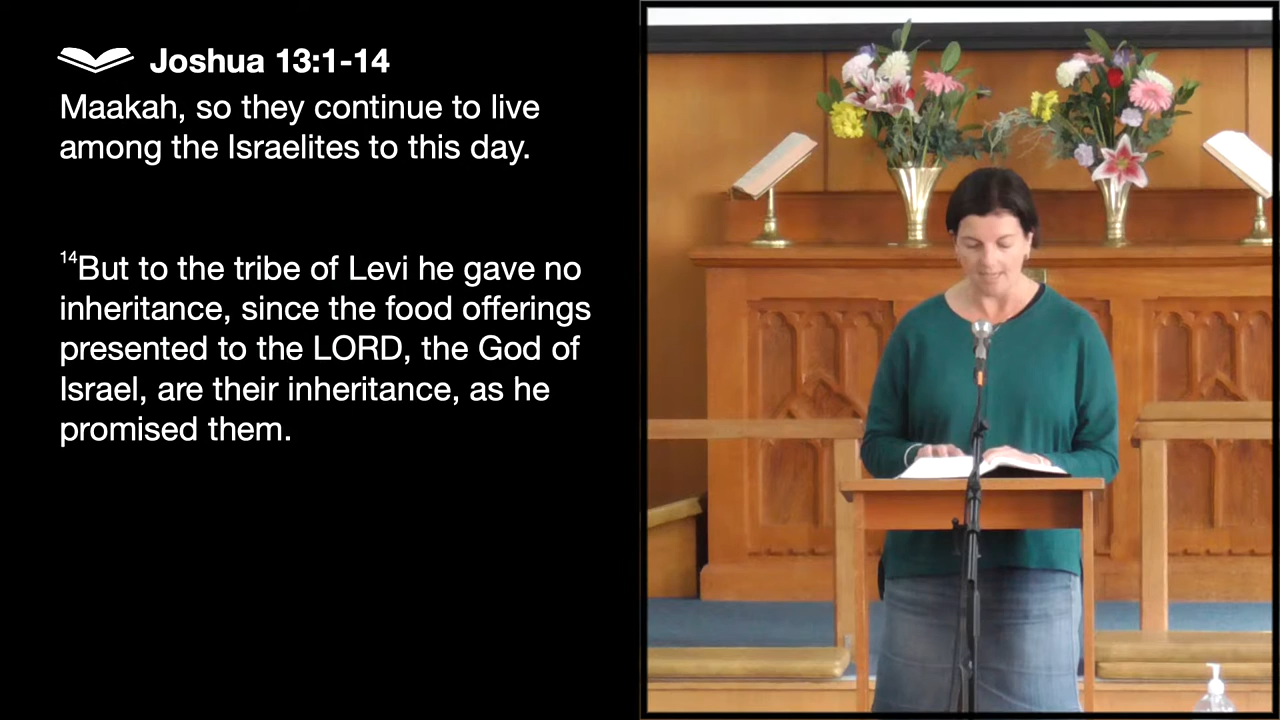 Joshua 13:1-14
Maakah, so they continue to live
among the Israelites to this day.
14But to the tribe of Levi he gave no
inheritance, since the food offerings
presented to the LORD, the God of
Israel, are their inheritance, as he
promised them.